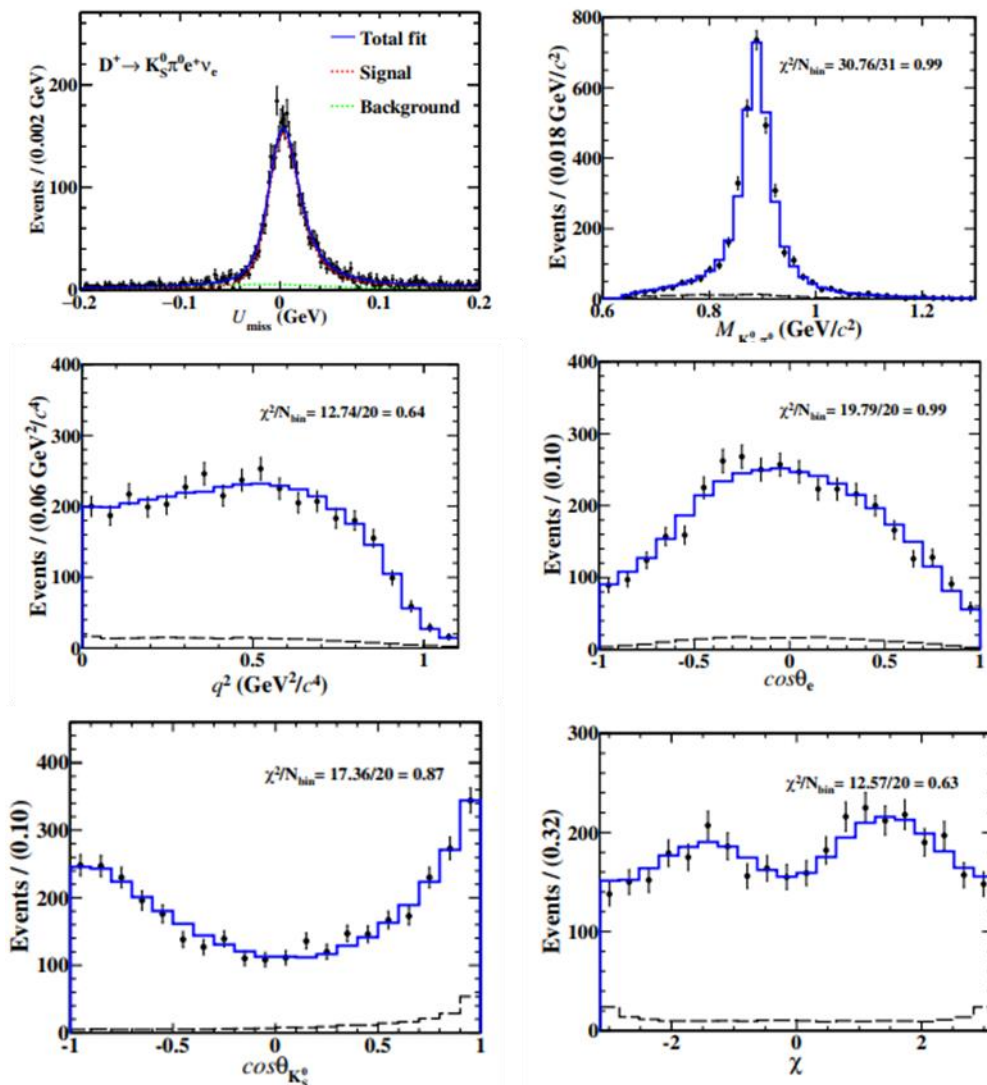 D⁺ → K⁰_S π⁰ e⁺ ν_e
Total fit
Signal
Background
Events / (0.002 GeV)
200
100
0
−0.2
−0.1
0
0.1
0.2
U_miss (GeV)
χ²/N_bin = 30.76/31 = 0.99
Events / (0.018 GeV/c²)
800
600
400
200
0
0.6
0.8
1
1.2
M_K⁰ π⁰ (GeV/c²)
χ²/N_bin = 12.74/20 = 0.64
Events / (0.06 GeV²/c⁴)
400
300
200
100
0
0
0.5
1
q² (GeV²/c⁴)
χ²/N_bin = 19.79/20 = 0.99
Events / (0.10)
400
300
200
100
0
-1
-0.5
0
0.5
1
cosθ_e
χ²/N_bin = 17.36/20 = 0.87
Events / (0.10)
400
300
200
100
0
-1
-0.5
0
0.5
1
cosθ_K⁰_S
χ²/N_bin = 12.57/20 = 0.63
Events / (0.32)
300
200
100
0
-2
0
2
χ